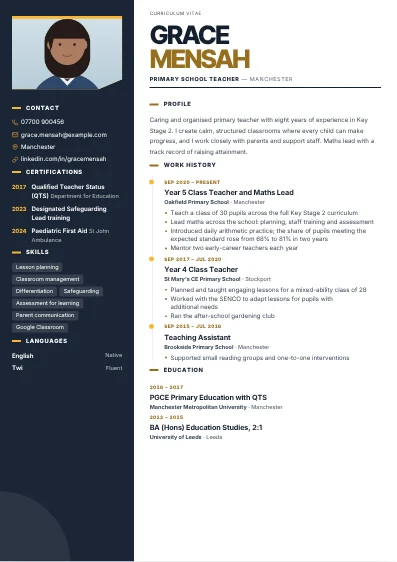 CURRICULUM VITAE
GRACE
MENSAH
PRIMARY SCHOOL TEACHER — MANCHESTER
CONTACT
07700 900456
grace.mensah@example.com
Manchester
linkedin.com/in/gracemensah
CERTIFICATIONS
2017 Qualified Teacher Status
(QTS) Department for Education
2023 Designated Safeguarding
Lead training
2024 Paediatric First Aid St John
Ambulance
SKILLS
Lesson planning
Classroom management
Differentiation Safeguarding
Assessment for learning
Parent communication
Google Classroom
LANGUAGES
English Native
Twi Fluent
PROFILE
Caring and organised primary teacher with eight years of experience in Key
Stage 2. I create calm, structured classrooms where every child can make
progress, and I work closely with parents and support staff. Maths lead with a
track record of raising attainment.
WORK HISTORY
SEP 2020 – PRESENT
Year 5 Class Teacher and Maths Lead
Oakfield Primary School · Manchester
• Teach a class of 30 pupils across the full Key Stage 2 curriculum
• Lead maths across the school, planning, staff training and assessment
• Introduced daily arithmetic practice; the share of pupils meeting the
expected standard rose from 68% to 81% in two years
• Mentor two early-career teachers each year
SEP 2017 – JUL 2020
Year 4 Class Teacher
St Mary's CE Primary School · Stockport
• Planned and taught engaging lessons for a mixed-ability class of 28
• Worked with the SENCO to adapt lessons for pupils with
additional needs
• Ran the after-school gardening club
SEP 2015 – JUL 2016
Teaching Assistant
Brookside Primary School · Manchester
• Supported small reading groups and one-to-one interventions
EDUCATION
2016 – 2017
PGCE Primary Education with QTS
Manchester Metropolitan University · Manchester
2012 – 2015
BA (Hons) Education Studies, 2:1
University of Leeds · Leeds